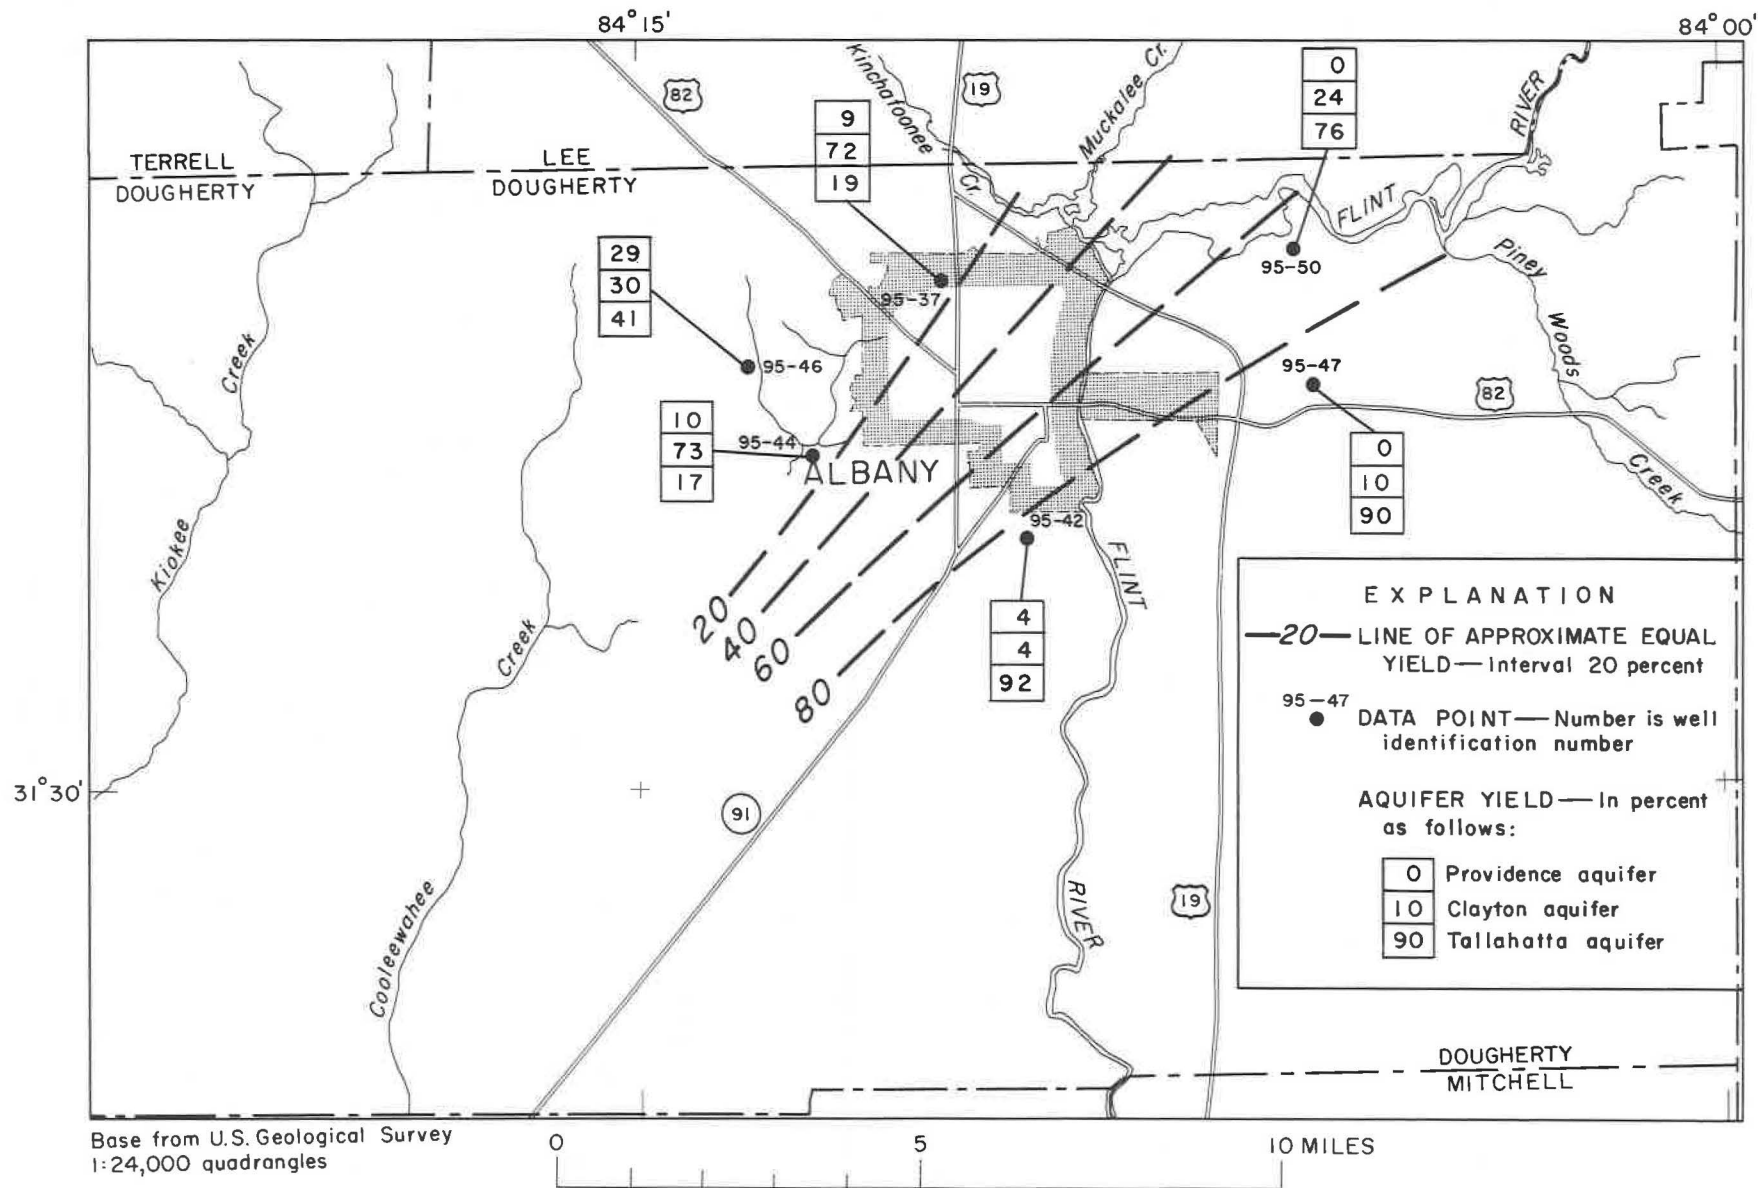 84°15'
84°00'
Kinchafoonee
Cr.
Muckalee Cr.
82
19
0
24
76
RIVER
9
72
19
TERRELL
DOUGHERTY
LEE
DOUGHERTY
FLINT
29
30
41
95-50
Piney
Woods
Creek
95-37
95-46
95-47
82
Creek
Kiokee
10
73
17
95-44
ALBANY
0
10
90
95-42
FLINT
RIVER
4
4
92
20
40
60
80
Creek
Cooleewahee
31°30'
91
19
EXPLANATION
20 LINE OF APPROXIMATE EQUAL
YIELD—Interval 20 percent
95-47
DATA POINT—Number is well
identification number
AQUIFER YIELD—In percent
as follows:
0 Providence aquifer
10 Clayton aquifer
90 Tallahatta aquifer
DOUGHERTY
MITCHELL
Base from U.S. Geological Survey
1:24,000 quadrangles
0 5 10 MILES